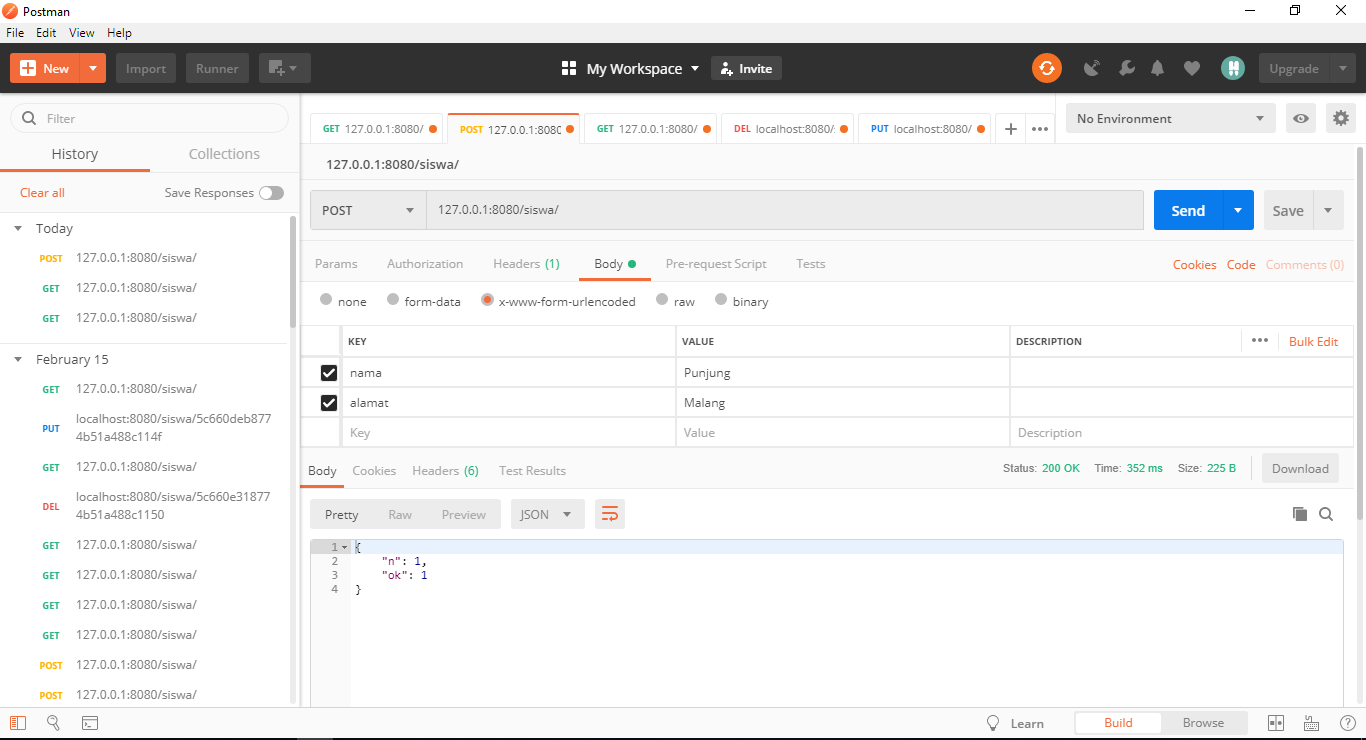 Postman
File Edit View Help
New Import Runner My Workspace Invite Upgrade
Filter
History Collections
Clear all Save Responses
Today
POST 127.0.0.1:8080/siswa/
GET 127.0.0.1:8080/siswa/
GET 127.0.0.1:8080/siswa/
February 15
GET 127.0.0.1:8080/siswa/
PUT localhost:8080/siswa/5c660deb877
4b51a488c114f
GET 127.0.0.1:8080/siswa/
DEL localhost:8080/siswa/5c660e31877
4b51a488c1150
GET 127.0.0.1:8080/siswa/
GET 127.0.0.1:8080/siswa/
GET 127.0.0.1:8080/siswa/
GET 127.0.0.1:8080/siswa/
POST 127.0.0.1:8080/siswa/
POST 127.0.0.1:8080/siswa/
GET 127.0.0.1:8080/ POST 127.0.0.1:8080 GET 127.0.0.1:8080/ DEL localhost:8080/ PUT localhost:8080/ No Environment
127.0.0.1:8080/siswa/
POST 127.0.0.1:8080/siswa/ Send Save
Params Authorization Headers (1) Body Pre-request Script Tests Cookies Code Comments (0)
none form-data x-www-form-urlencoded raw binary
KEY VALUE DESCRIPTION Bulk Edit
nama Punjung
alamat Malang
Key Value Description
Body Cookies Headers (6) Test Results Status: 200 OK Time: 352 ms Size: 225 B Download
Pretty Raw Preview JSON
1 {
2 "n": 1,
3 "ok": 1
4 }
Learn Build Browse